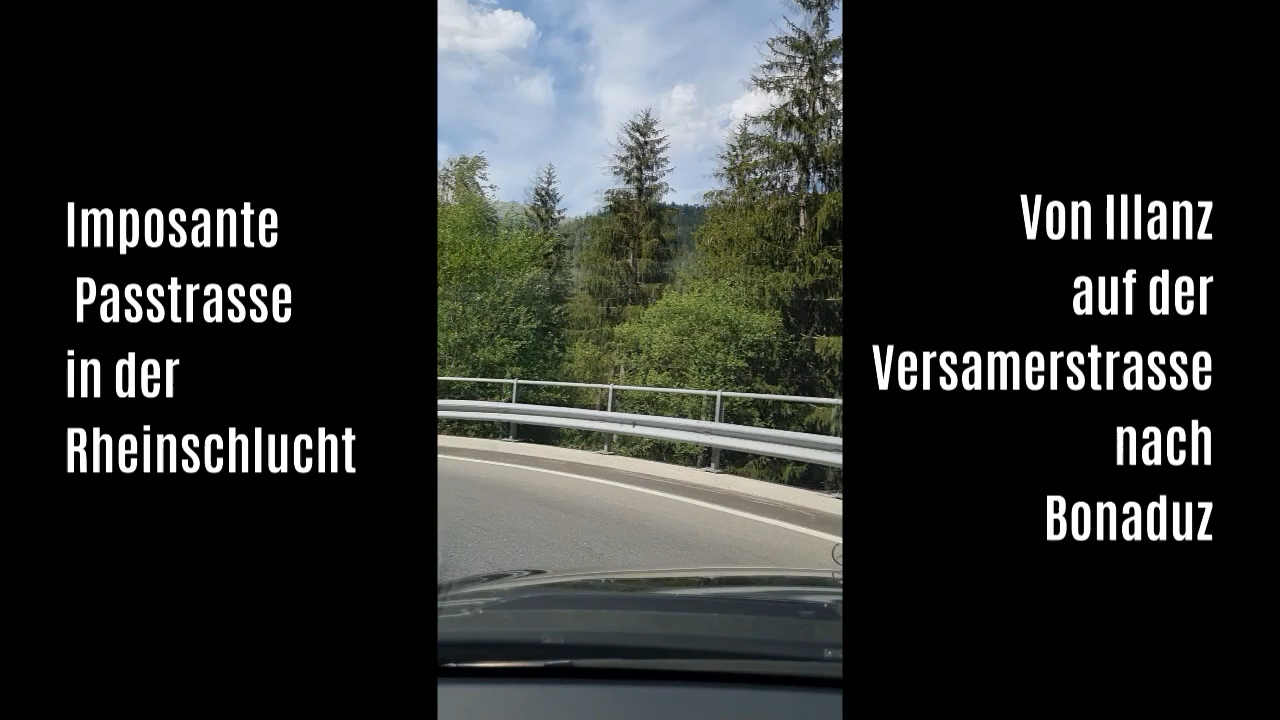 Imposante
Passtrasse
in der
Rheinschlucht
Von Illanz
auf der
Versamerstrasse
nach
Bonaduz